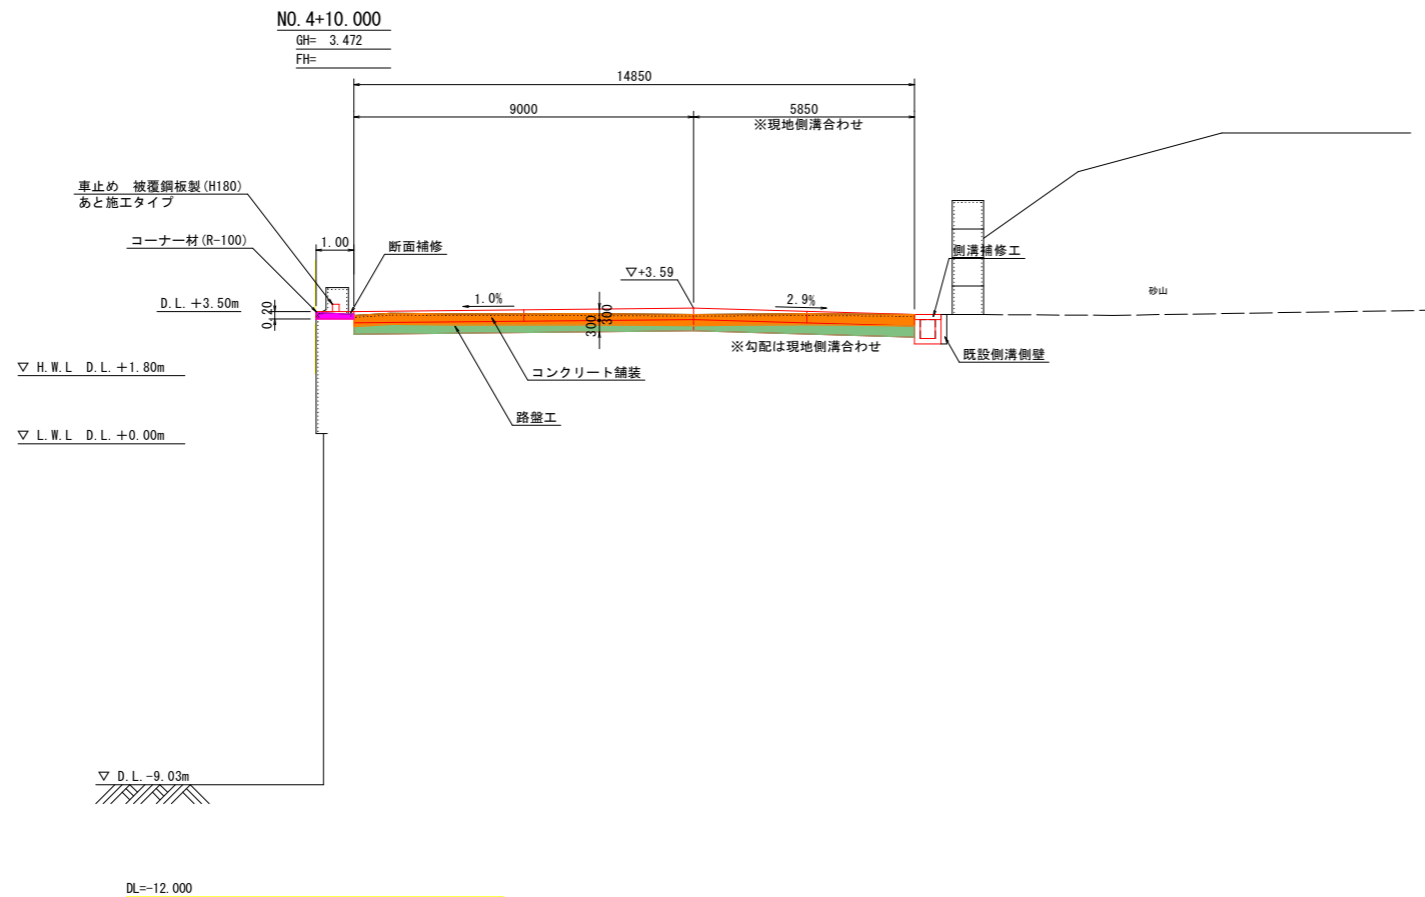 NO. 4+10.000
GH= 3.472
FH=
14850
9000
5850
※現地側溝合わせ
車止め 被覆鋼板製(H180)
あと施工タイプ
コーナー材(R-100)
1.00
断面補修
▽+3.59
側溝補修工
D.L. +3.50m
0.20
1.0%
300
300
2.9%
砂山
※勾配は現地側溝合わせ
既設側溝側壁
▽ H.W.L D.L. +1.80m
コンクリート舗装
路盤工
▽ L.W.L D.L. +0.00m
▽ D.L.-9.03m
DL=-12.000